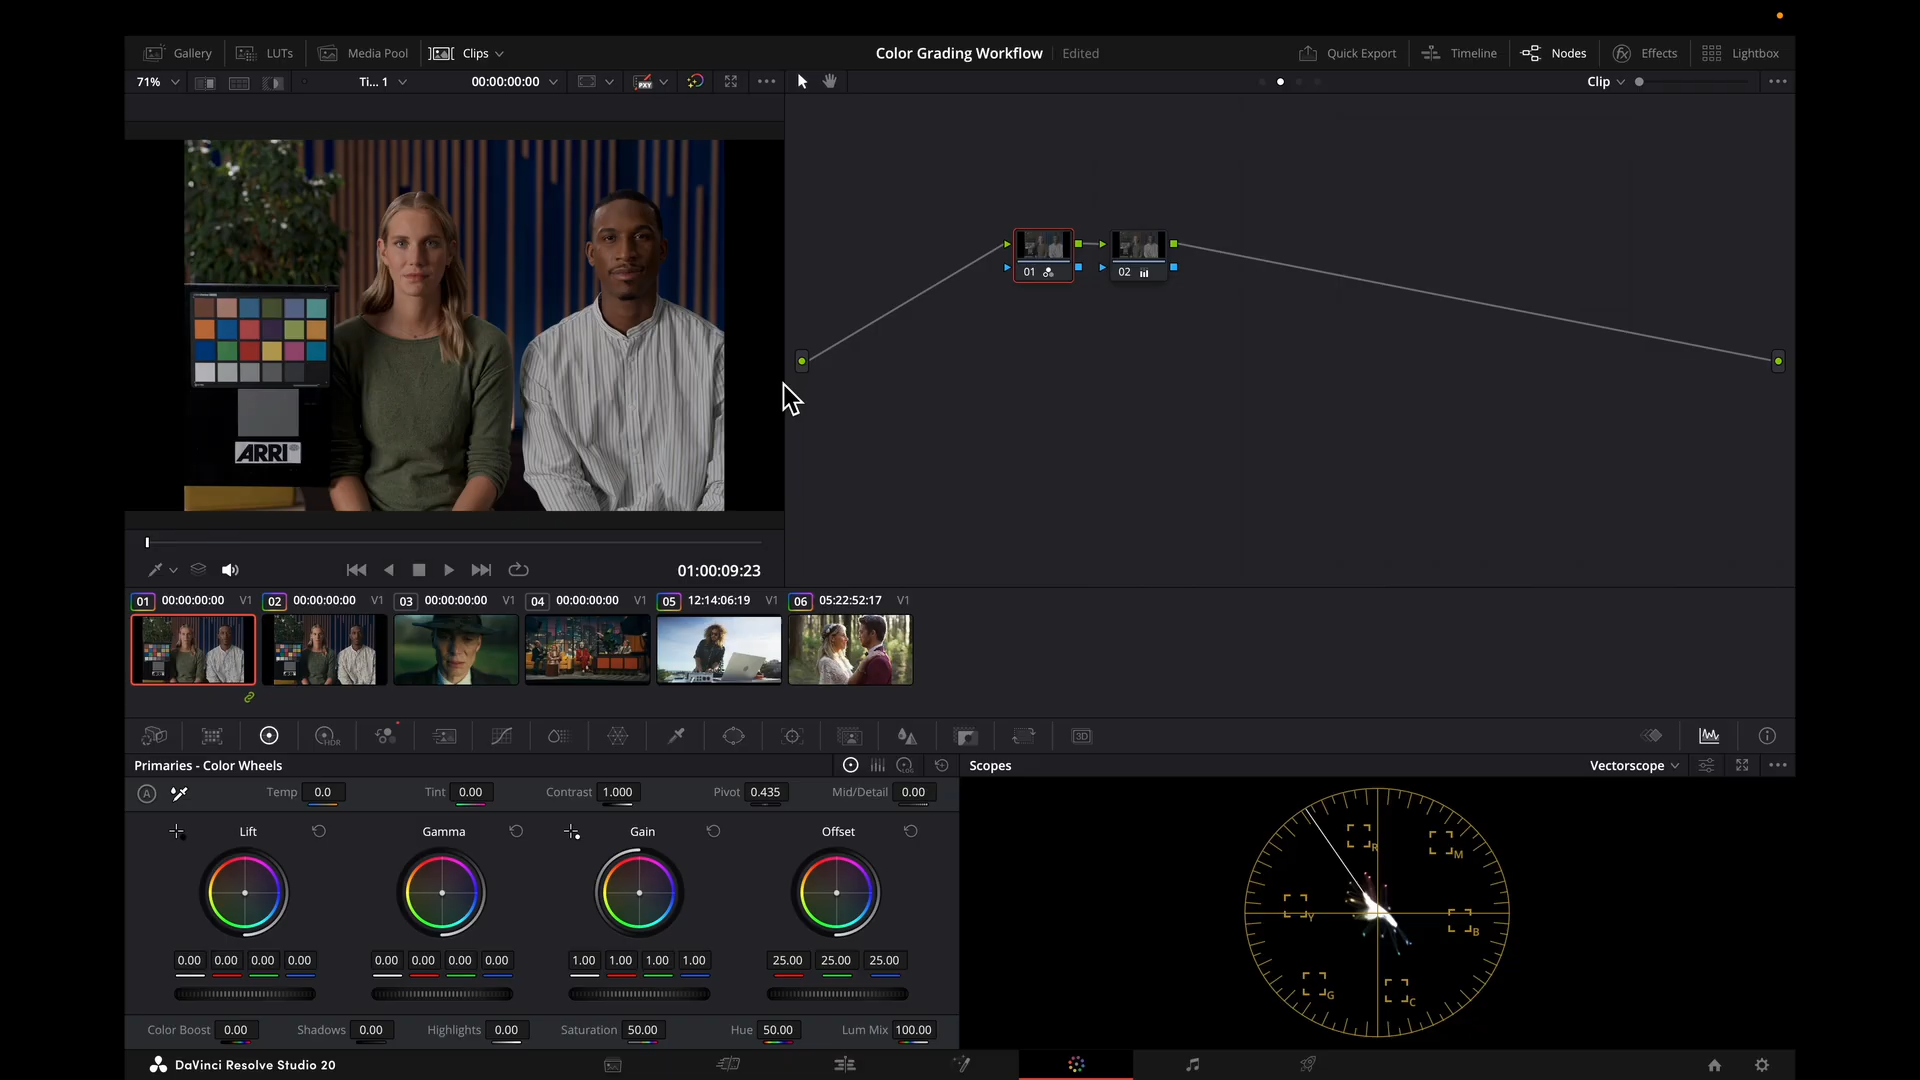 Gallery LUTs Media Pool Clips Color Grading Workflow Edited Quick Export Timeline Nodes Effects Lightbox
71% Ti... 1 00:00:00:00 Clip
PXY
01 02
ARRI
01:00:09:23
01 00:00:00:00 V1 02 00:00:00:00 V1 03 00:00:00:00 V1 04 00:00:00:00 V1 05 12:14:06:19 V1 06 05:22:52:17 V1
HDR 3D
Primaries - Color Wheels LOG Scopes Vectorscope
A Temp 0.0 Tint 0.00 Contrast 1.000 Pivot 0.435 Mid/Detail 0.00
Lift Gamma Gain Offset
R M
Y B
G C
0.00 0.00 0.00 0.00 0.00 0.00 0.00 0.00 1.00 1.00 1.00 1.00 25.00 25.00 25.00
Color Boost 0.00 Shadows 0.00 Highlights 0.00 Saturation 50.00 Hue 50.00 Lum Mix 100.00
DaVinci Resolve Studio 20